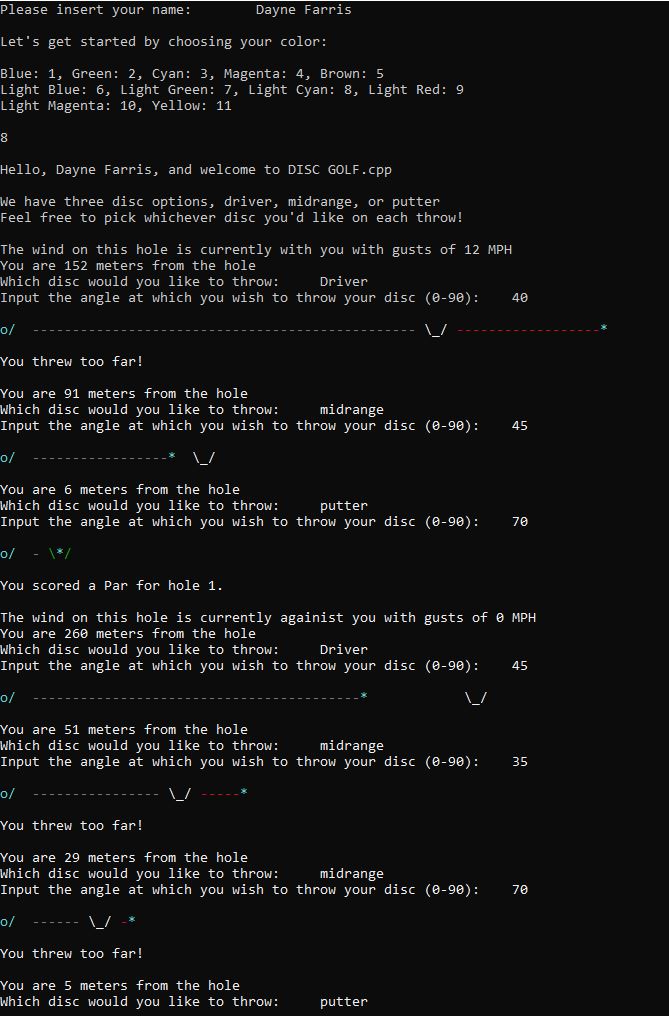 Please insert your name:        Dayne Farris
Let's get started by choosing your color:
Blue: 1, Green: 2, Cyan: 3, Magenta: 4, Brown: 5
Light Blue: 6, Light Green: 7, Light Cyan: 8, Light Red: 9
Light Magenta: 10, Yellow: 11
8
Hello, Dayne Farris, and welcome to DISC GOLF.cpp
We have three disc options, driver, midrange, or putter
Feel free to pick whichever disc you'd like on each throw!
The wind on this hole is currently with you with gusts of 12 MPH
You are 152 meters from the hole
Which disc would you like to throw:     Driver
Input the angle at which you wish to throw your disc (0-90):    40
o/  ------------------------------------------------ \_/ ------------------*
You threw too far!
You are 91 meters from the hole
Which disc would you like to throw:     midrange
Input the angle at which you wish to throw your disc (0-90):    45
o/  -----------------*  \_/
You are 6 meters from the hole
Which disc would you like to throw:     putter
Input the angle at which you wish to throw your disc (0-90):    70
o/  - \*/
You scored a Par for hole 1.
The wind on this hole is currently againist you with gusts of 0 MPH
You are 260 meters from the hole
Which disc would you like to throw:     Driver
Input the angle at which you wish to throw your disc (0-90):    45
o/  -----------------------------------------*            \_/
You are 51 meters from the hole
Which disc would you like to throw:     midrange
Input the angle at which you wish to throw your disc (0-90):    35
o/  ---------------- \_/ -----*
You threw too far!
You are 29 meters from the hole
Which disc would you like to throw:     midrange
Input the angle at which you wish to throw your disc (0-90):    70
o/  ------ \_/ -*
You threw too far!
You are 5 meters from the hole
Which disc would you like to throw:     putter